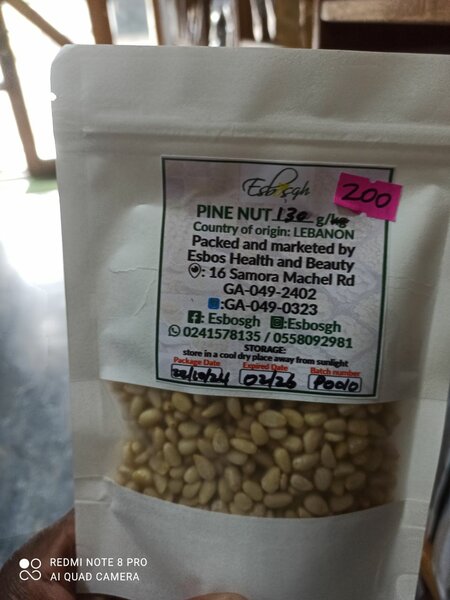 Esbosgh
200
PINE NUT 130 g/kg
Country of origin: LEBANON
Packed and marketed by
Esbos Health and Beauty
: 16 Samora Machel Rd
GA-049-2402
:GA-049-0323
: Esbosgh :Esbosgh
0241578135 / 0558092981
STORAGE:
store in a cool dry place away from sunlight
Package Date Expired Date Batch number
22/10/24 02/26 P0010
REDMI NOTE 8 PRO
AI QUAD CAMERA